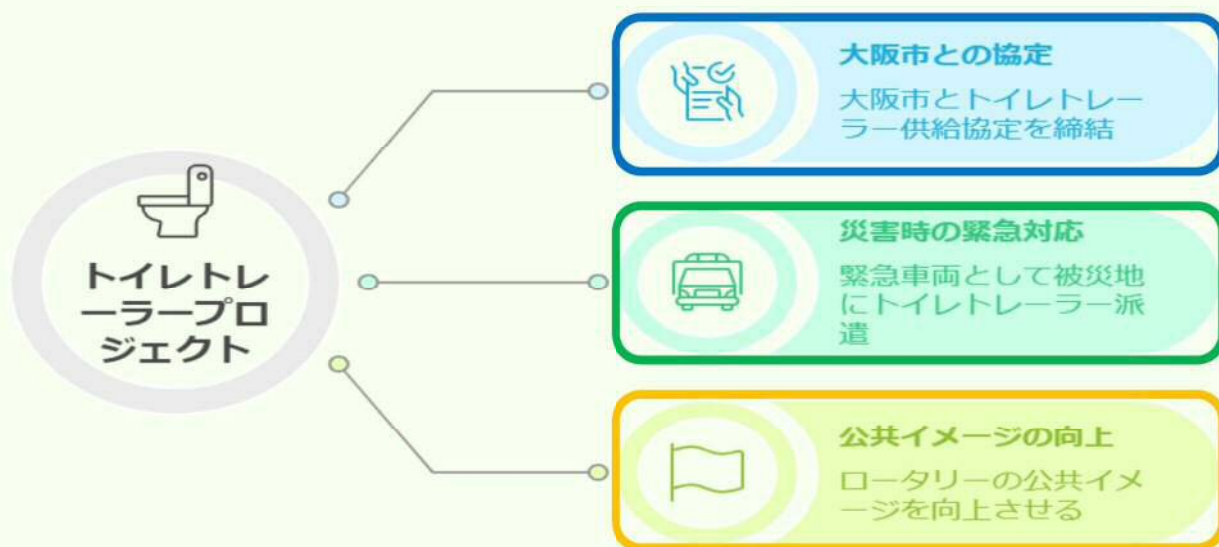 トイレトレ
ーラープロ
ジェクト
大阪市との協定
大阪市とトイレトレー
ラー供給協定を締結
災害時の緊急対応
緊急車両として被災地
にトイレトレーラー派
遣
公共イメージの向上
ロータリーの公共イメ
ージを向上させる